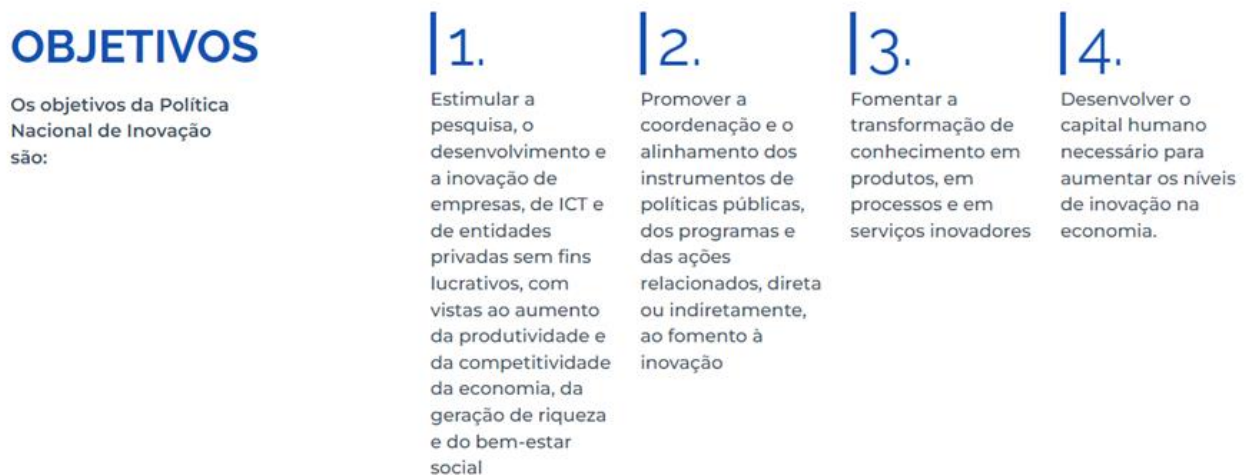 OBJETIVOS
Os objetivos da Política
Nacional de Inovação
são:
1.
Estimular a
pesquisa, o
desenvolvimento e
a inovação de
empresas, de ICT e
de entidades
privadas sem fins
lucrativos, com
vistas ao aumento
da produtividade e
da competitividade
da economia, da
geração de riqueza
e do bem-estar
social
2.
Promover a
coordenação e o
alinhamento dos
instrumentos de
políticas públicas,
dos programas e
das ações
relacionados, direta
ou indiretamente,
ao fomento à
inovação
3.
Fomentar a
transformação de
conhecimento em
produtos, em
processos e em
serviços inovadores
4.
Desenvolver o
capital humano
necessário para
aumentar os níveis
de inovação na
economia.